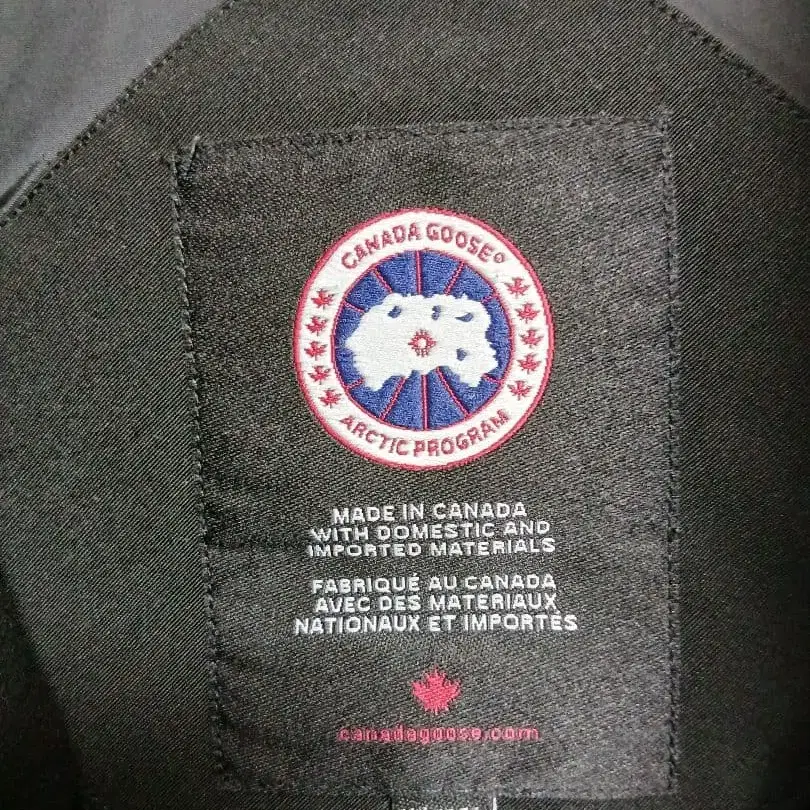 CANADA GOOSE®
ARCTIC PROGRAM
MADE IN CANADA
WITH DOMESTIC AND
IMPORTED MATERIALS
FABRIQUÉ AU CANADA
AVEC DES MATERIAUX
NATIONAUX ET IMPORTÉS
canadagoose.com